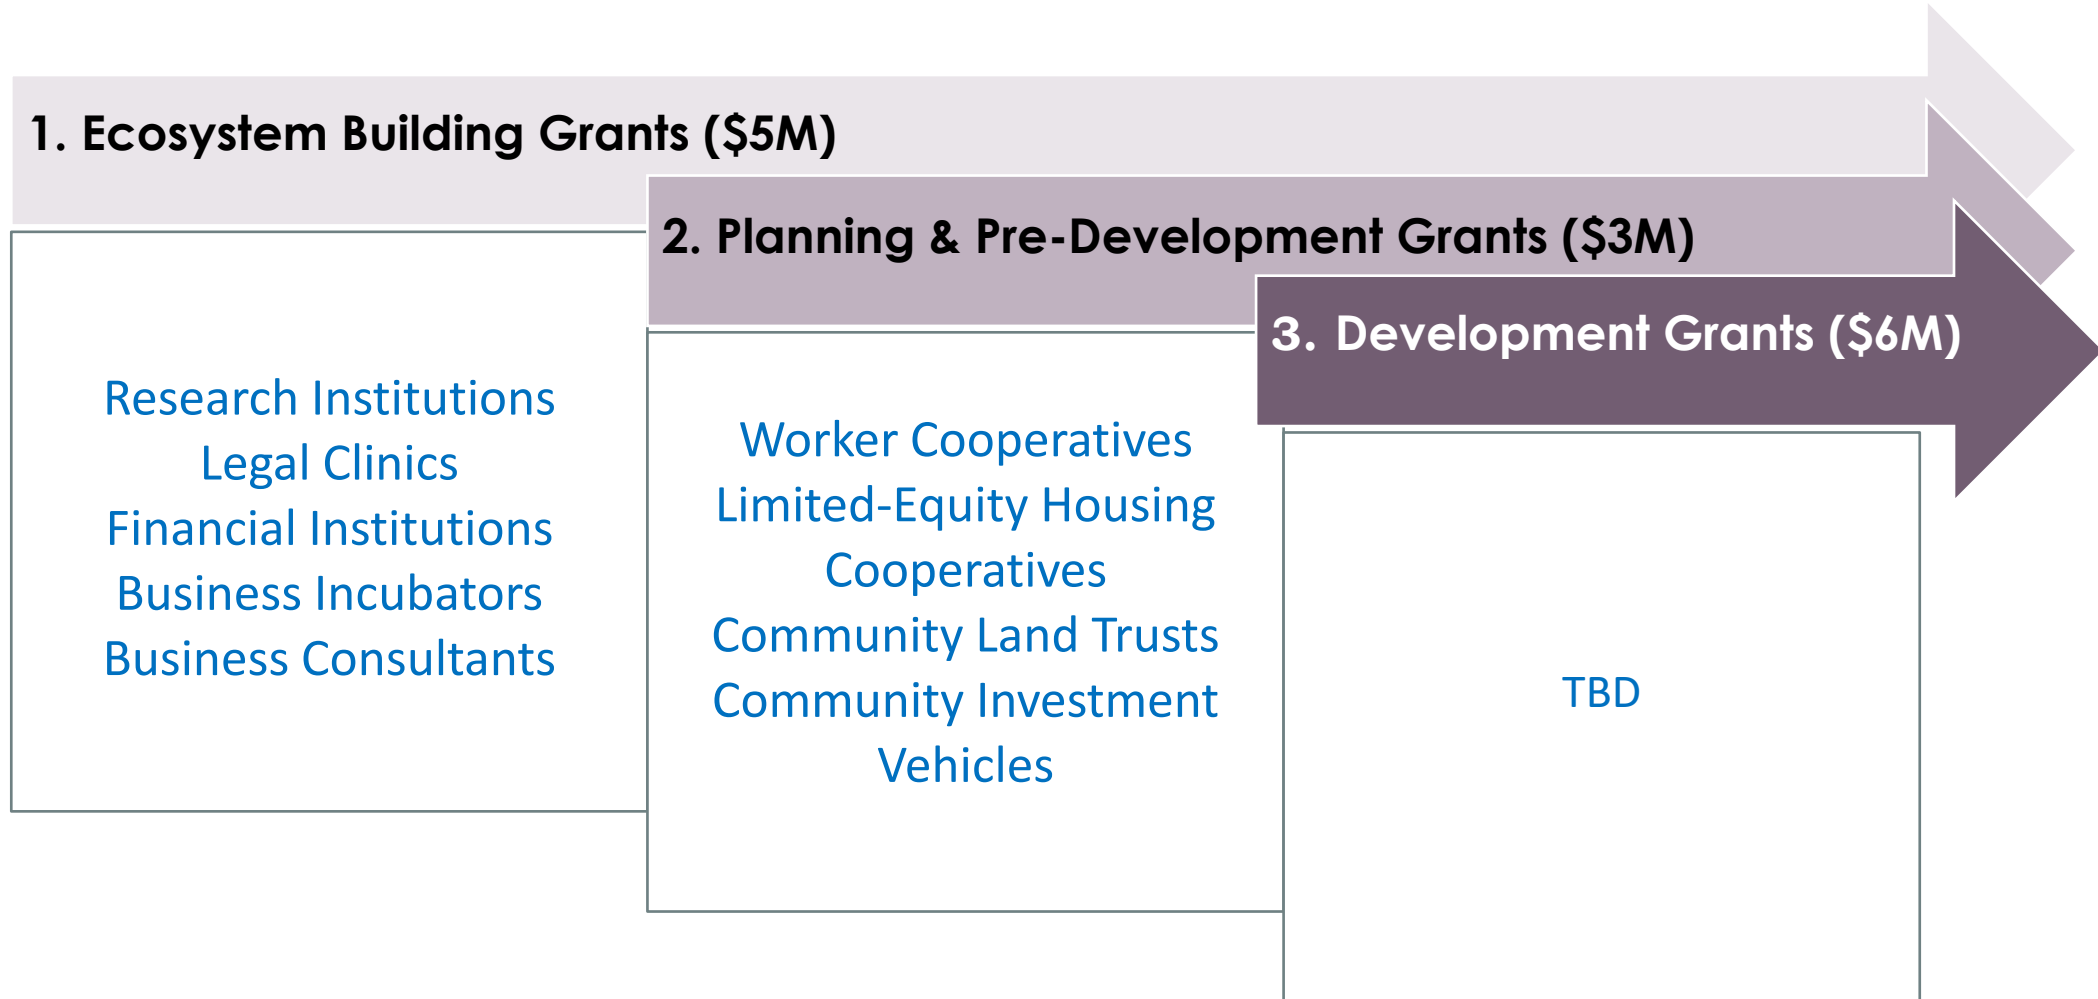 1. Ecosystem Building Grants ($5M)
Research Institutions
Legal Clinics
Financial Institutions
Business Incubators
Business Consultants
2. Planning & Pre-Development Grants ($3M)
Worker Cooperatives
Limited-Equity Housing
Cooperatives
Community Land Trusts
Community Investment
Vehicles
3. Development Grants ($6M)
TBD